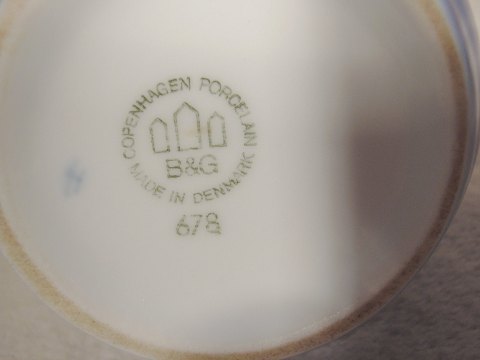 COPENHAGEN PORCELAIN
B&G
MADE IN DENMARK
678